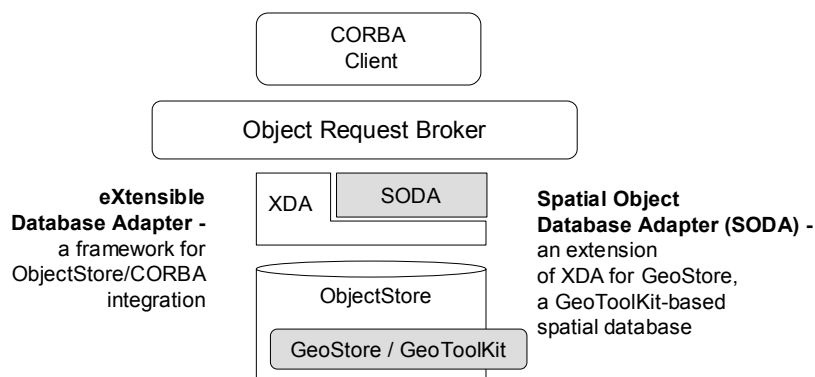 CORBA
Client
Object Request Broker
XDA
SODA
eXtensible
Database Adapter -
a framework for
ObjectStore/CORBA
integration
Spatial Object
Database Adapter (SODA) -
an extension
of XDA for GeoStore,
a GeoToolKit-based
spatial database
ObjectStore
GeoStore / GeoToolKit